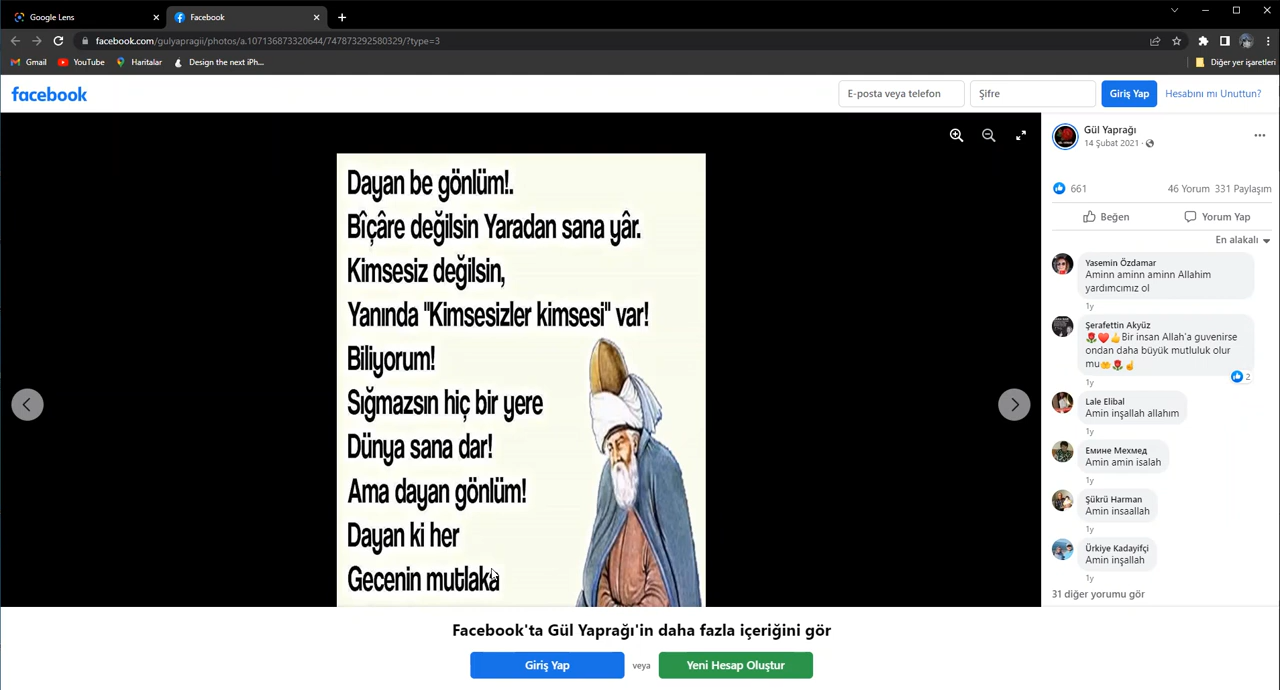 Google Lens
Facebook
facebook.com/gulyapragii/photos/a.107136873320644/747873292580329/?type=3
Gmail
YouTube
Haritalar
Design the next iPh...
Diğer yer işaretleri
facebook
E-posta veya telefon
Şifre
Giriş Yap
Hesabını mı Unuttun?
Dayan be gönlüm!.
Bîçâre değilsin Yaradan sana yâr.
Kimsesiz değilsin,
Yanında "Kimsesizler kimsesi" var!
Biliyorum!
Sığmazsın hiç bir yere
Dünya sana dar!
Ama dayan gönlüm!
Dayan ki her
Gecenin mutlaka
Gül Yaprağı
14 Şubat 2021 ·
661
46 Yorum 331 Paylaşım
Beğen
Yorum Yap
En alakalı
Yasemin Özdamar
Aminn aminn aminn Allahim
yardımcımız ol
1y
Şerafettin Akyüz
🌹❤️👍Bir insan Allah'a guvenirse
ondan daha büyük mutluluk olur
mu🤲🌹☝️
2
1y
Lale Elibal
Amin inşallah allahım
1y
Емине Мехмед
Amin amin isalah
1y
Şükrü Harman
Amin insaallah
1y
Ürkiye Kadayifçi
Amin inşallah
1y
31 diğer yorumu gör
Facebook'ta Gül Yaprağı'in daha fazla içeriğini gör
Giriş Yap
veya
Yeni Hesap Oluştur